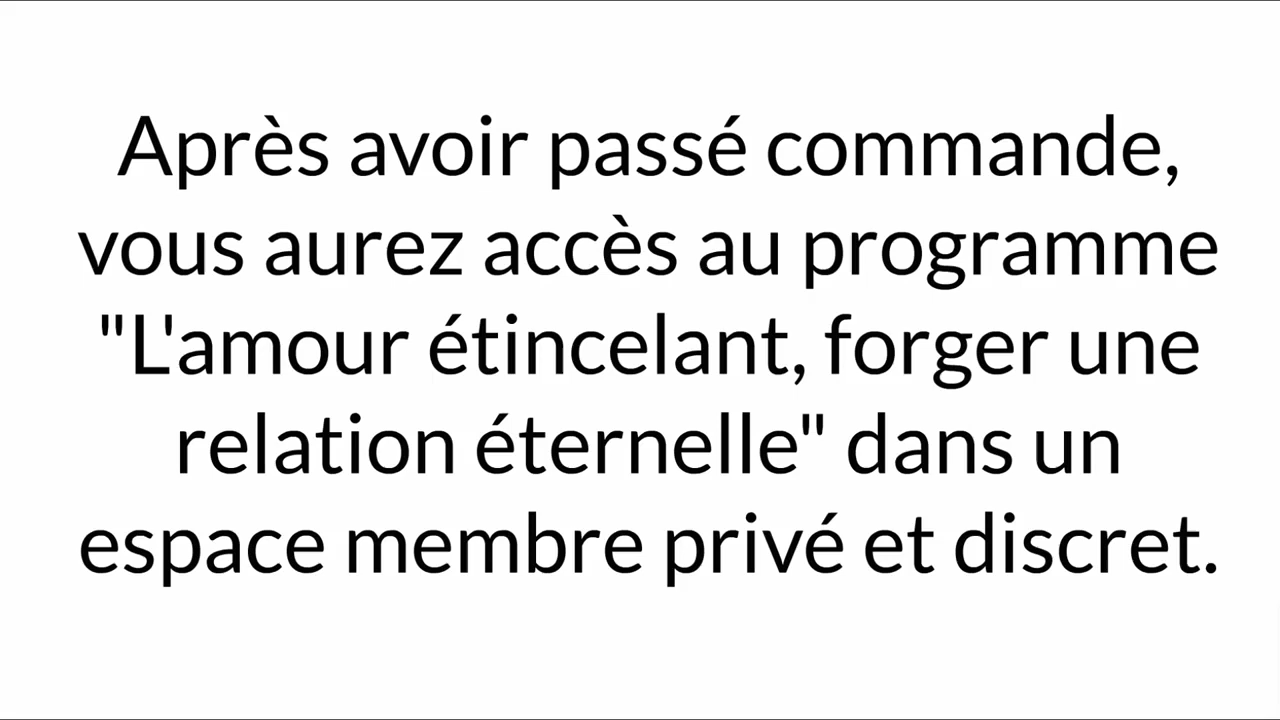 Après avoir passé commande,
vous aurez accès au programme
"L'amour étincelant, forger une
relation éternelle" dans un
espace membre privé et discret.